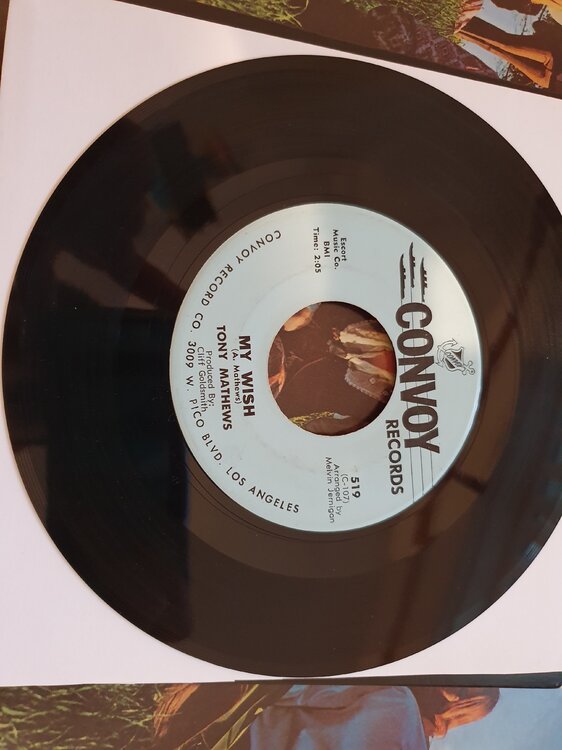 CONVOY
RECORDS
Escort
Music Co.
BMI
Time: 2:05
519
(C-107)
Arranged by
Melvin Jernigan
MY WISH
(A. Mathews)
TONY MATHEWS
Produced By:
Cliff Goldsmith
CONVOY RECORD CO. 3009 W. PICO BLVD. LOS ANGELES